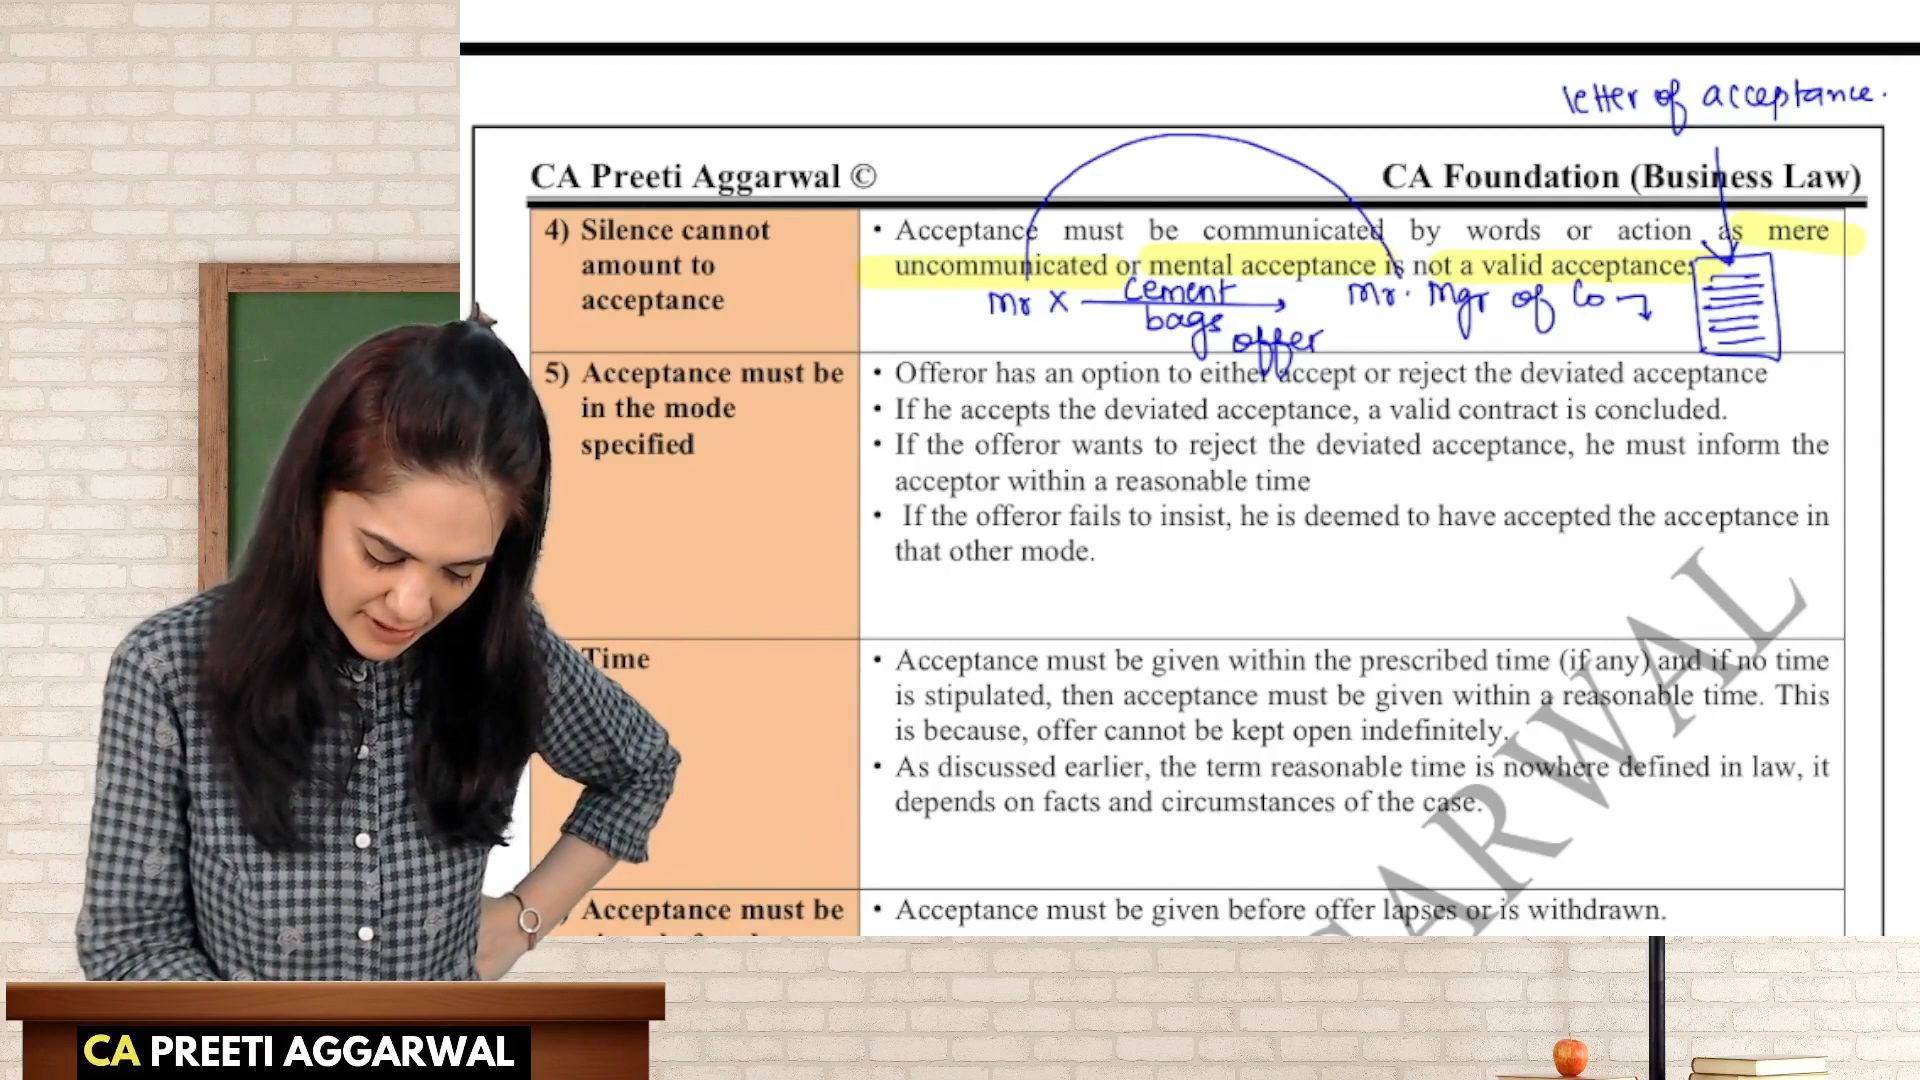 letter of acceptance.
CA Preeti Aggarwal © CA Foundation (Business Law)
4) Silence cannot amount to acceptance
• Acceptance must be communicated by words or action as mere
uncommunicated or mental acceptance is not a valid acceptance.
Mr X cement bags offer Mr. Mgr of Co
5) Acceptance must be in the mode specified
• Offeror has an option to either accept or reject the deviated acceptance
• If he accepts the deviated acceptance, a valid contract is concluded.
• If the offeror wants to reject the deviated acceptance, he must inform the
acceptor within a reasonable time
• If the offeror fails to insist, he is deemed to have accepted the acceptance in
that other mode.
Time
• Acceptance must be given within the prescribed time (if any) and if no time
is stipulated, then acceptance must be given within a reasonable time. This
is because, offer cannot be kept open indefinitely.
• As discussed earlier, the term reasonable time is nowhere defined in law, it
depends on facts and circumstances of the case.
Acceptance must be
• Acceptance must be given before offer lapses or is withdrawn.
GARWAL
CA PREETI AGGARWAL